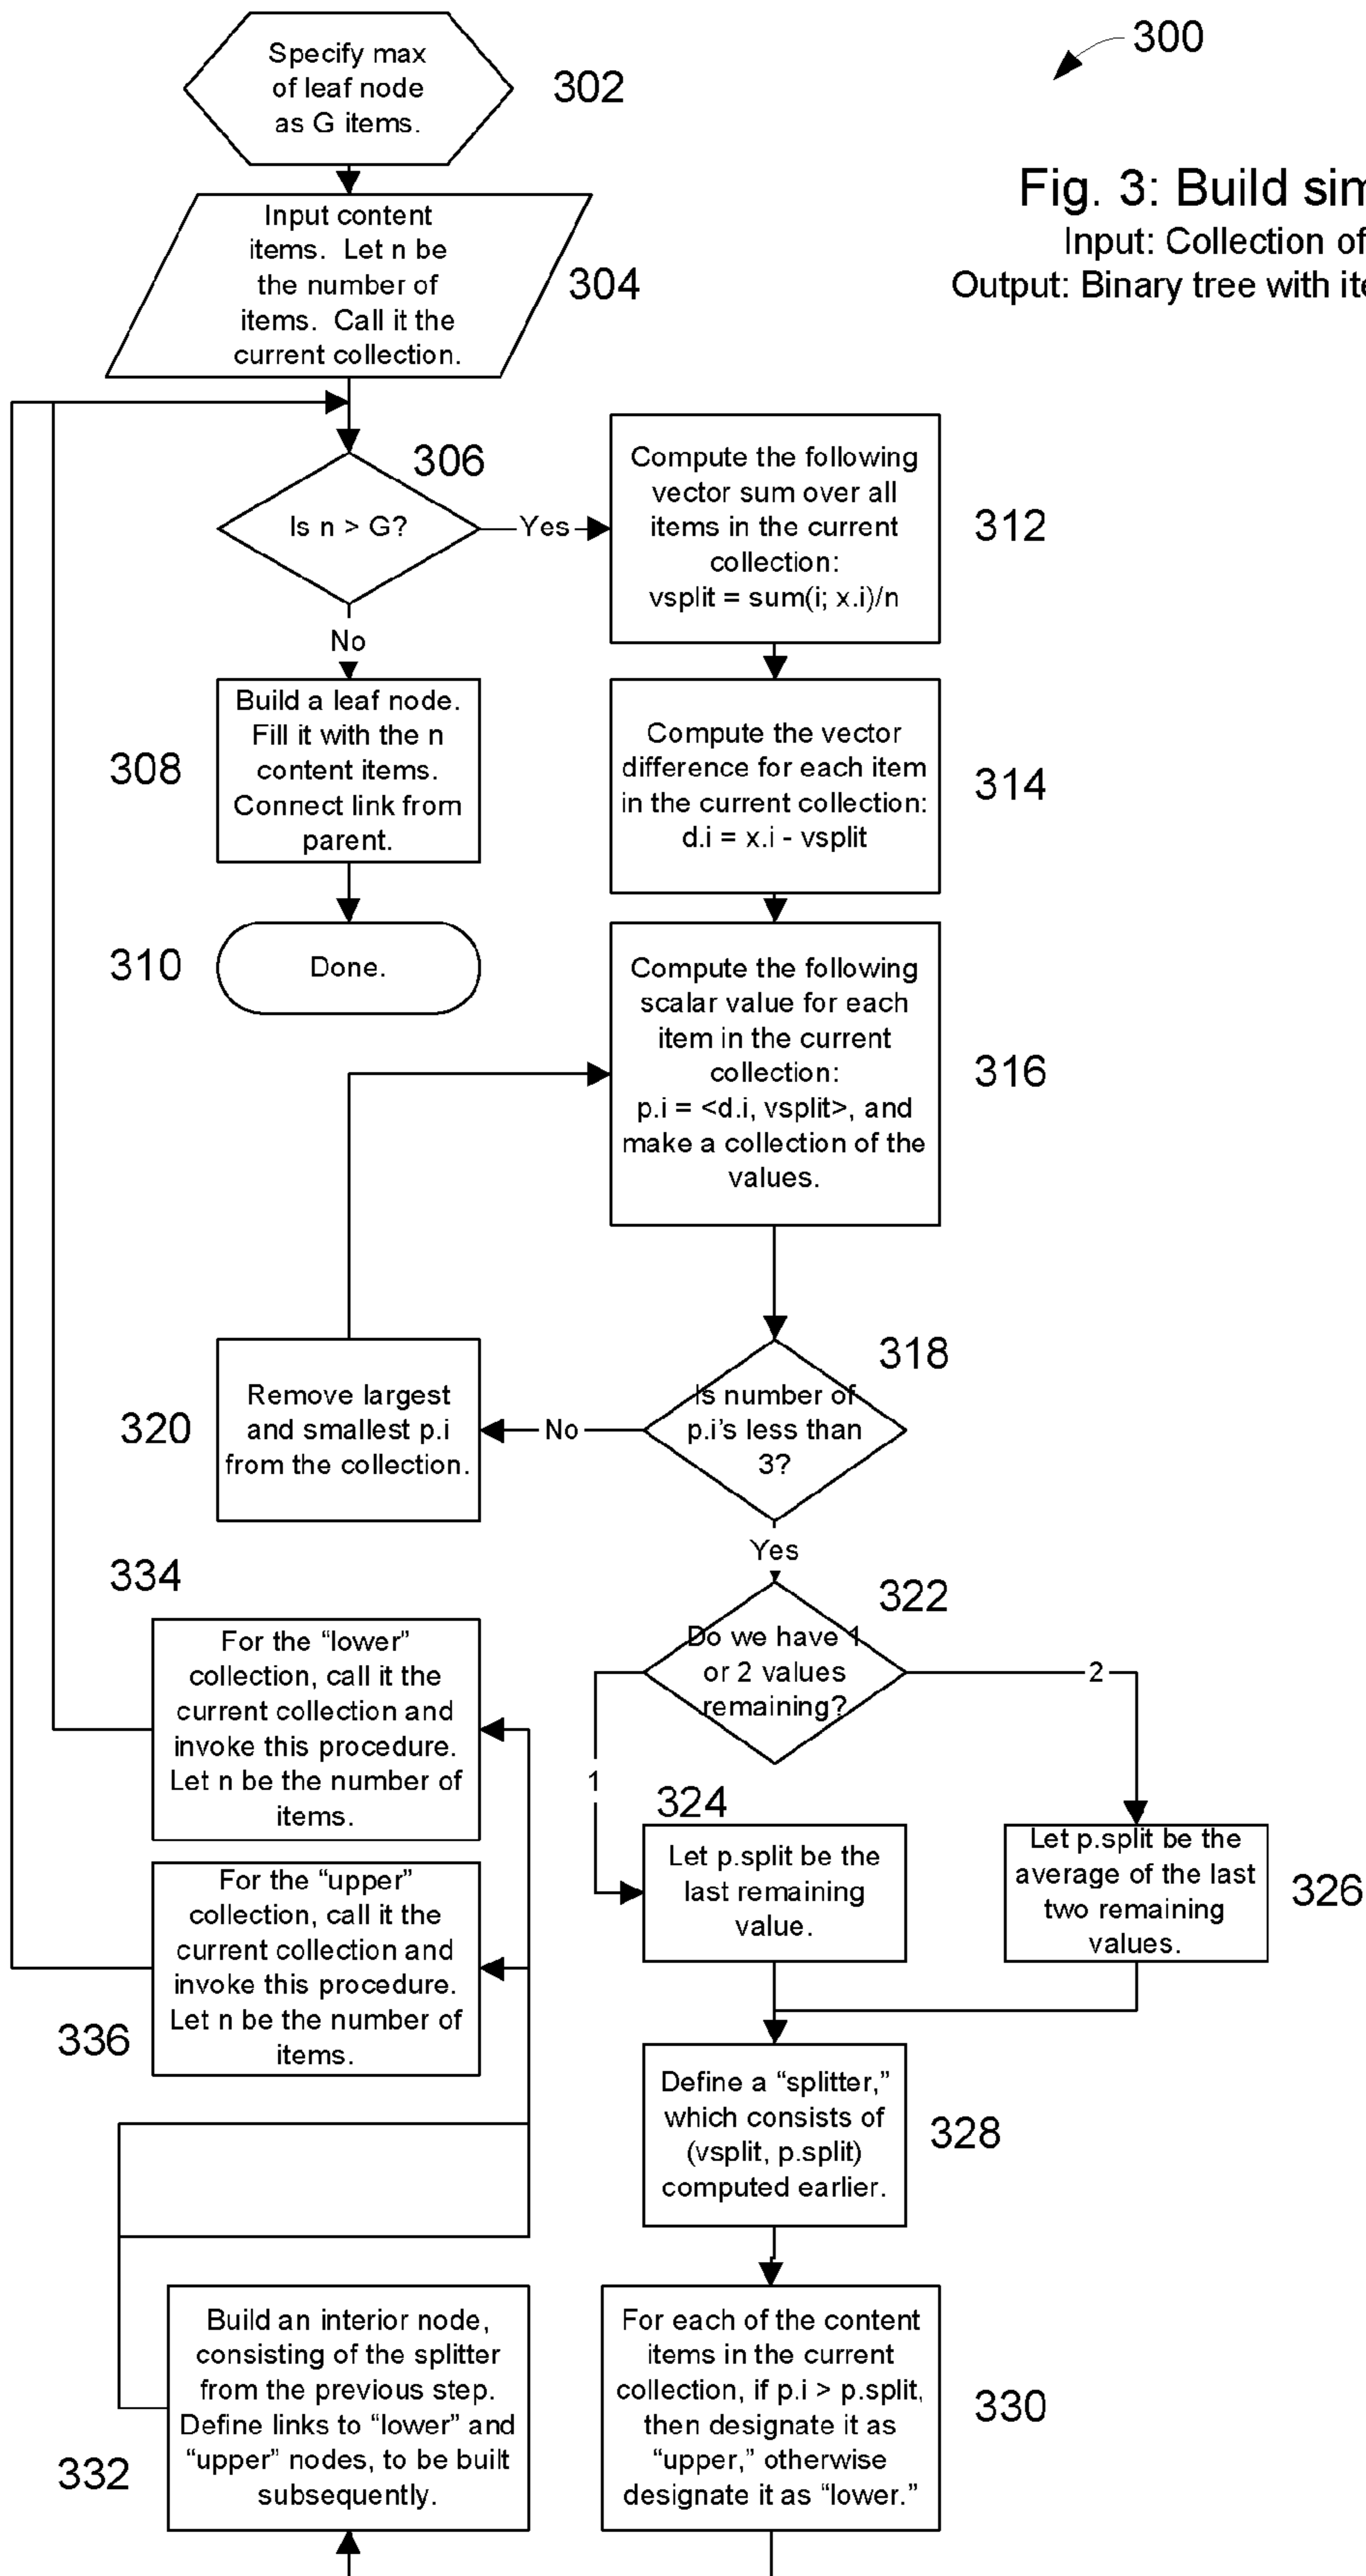 300
Specify max
of leaf node
as G items.
302
Fig. 3: Build sim
Input: Collection of
Output: Binary tree with ite
Input content
items. Let n be
the number of
items. Call it the
current collection.
304
306
Is n > G?
Yes
No
Compute the following
vector sum over all
items in the current
collection:
vsplit = sum(i; x.i)/n
312
308
Build a leaf node.
Fill it with the n
content items.
Connect link from
parent.
Compute the vector
difference for each item
in the current collection:
d.i = x.i - vsplit
314
310
Done.
Compute the following
scalar value for each
item in the current
collection:
p.i = <d.i, vsplit>, and
make a collection of the
values.
316
318
Is number of
p.i's less than
3?
No
Yes
320
Remove largest
and smallest p.i
from the collection.
322
Do we have 1
or 2 values
remaining?
1
2
334
For the “lower”
collection, call it the
current collection and
invoke this procedure.
Let n be the number of
items.
324
Let p.split be the
last remaining
value.
Let p.split be the
average of the last
two remaining
values.
326
For the “upper”
collection, call it the
current collection and
invoke this procedure.
Let n be the number of
items.
336
Define a “splitter,”
which consists of
(vsplit, p.split)
computed earlier.
328
Build an interior node,
consisting of the splitter
from the previous step.
Define links to “lower” and
“upper” nodes, to be built
subsequently.
332
For each of the content
items in the current
collection, if p.i > p.split,
then designate it as
“upper,” otherwise
designate it as “lower.”
330